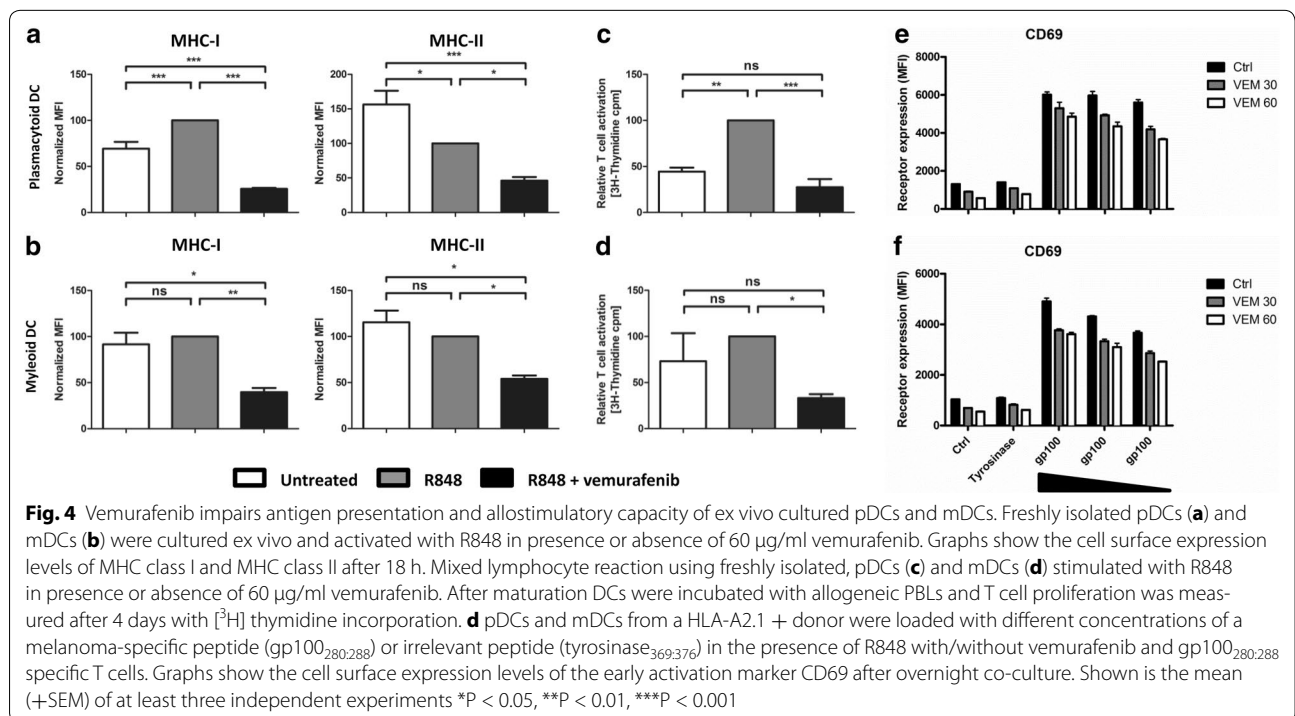 a
MHC-I
MHC-II
Plasmacytoid DC
Normalized MFI
150
100
50
0
***
***
***
Normalized MFI
200
150
100
50
0
***
*
*
c
Relative T cell activation
[3H-Thymidine cpm]
150
100
50
0
ns
**
***
e
CD69
Receptor expression (MFI)
8000
6000
4000
2000
0
Ctrl
VEM 30
VEM 60
b
MHC-I
MHC-II
Myleoid DC
Normalized MFI
150
100
50
0
*
ns
**
Normalized MFI
150
100
50
0
*
ns
*
d
Relative T cell activation
[3H-Thymidine cpm]
150
100
50
0
ns
ns
*
f
CD69
Receptor expression (MFI)
6000
4000
2000
0
Ctrl
VEM 30
VEM 60
Ctrl
Tyrosinase
gp100
gp100
gp100
Untreated
R848
R848 + vemurafenib
Fig. 4 Vemurafenib impairs antigen presentation and allostimulatory capacity of ex vivo cultured pDCs and mDCs. Freshly isolated pDCs (a) and
mDCs (b) were cultured ex vivo and activated with R848 in presence or absence of 60 μg/ml vemurafenib. Graphs show the cell surface expression
levels of MHC class I and MHC class II after 18 h. Mixed lymphocyte reaction using freshly isolated, pDCs (c) and mDCs (d) stimulated with R848
in presence or absence of 60 μg/ml vemurafenib. After maturation DCs were incubated with allogeneic PBLs and T cell proliferation was meas-
ured after 4 days with [³H] thymidine incorporation. d pDCs and mDCs from a HLA-A2.1 + donor were loaded with different concentrations of a
melanoma-specific peptide (gp100₂₈₀:₂₈₈) or irrelevant peptide (tyrosinase₃₆₉:₃₇₆) in the presence of R848 with/without vemurafenib and gp100₂₈₀:₂₈₈
specific T cells. Graphs show the cell surface expression levels of the early activation marker CD69 after overnight co-culture. Shown is the mean
(+SEM) of at least three independent experiments *P < 0.05, **P < 0.01, ***P < 0.001